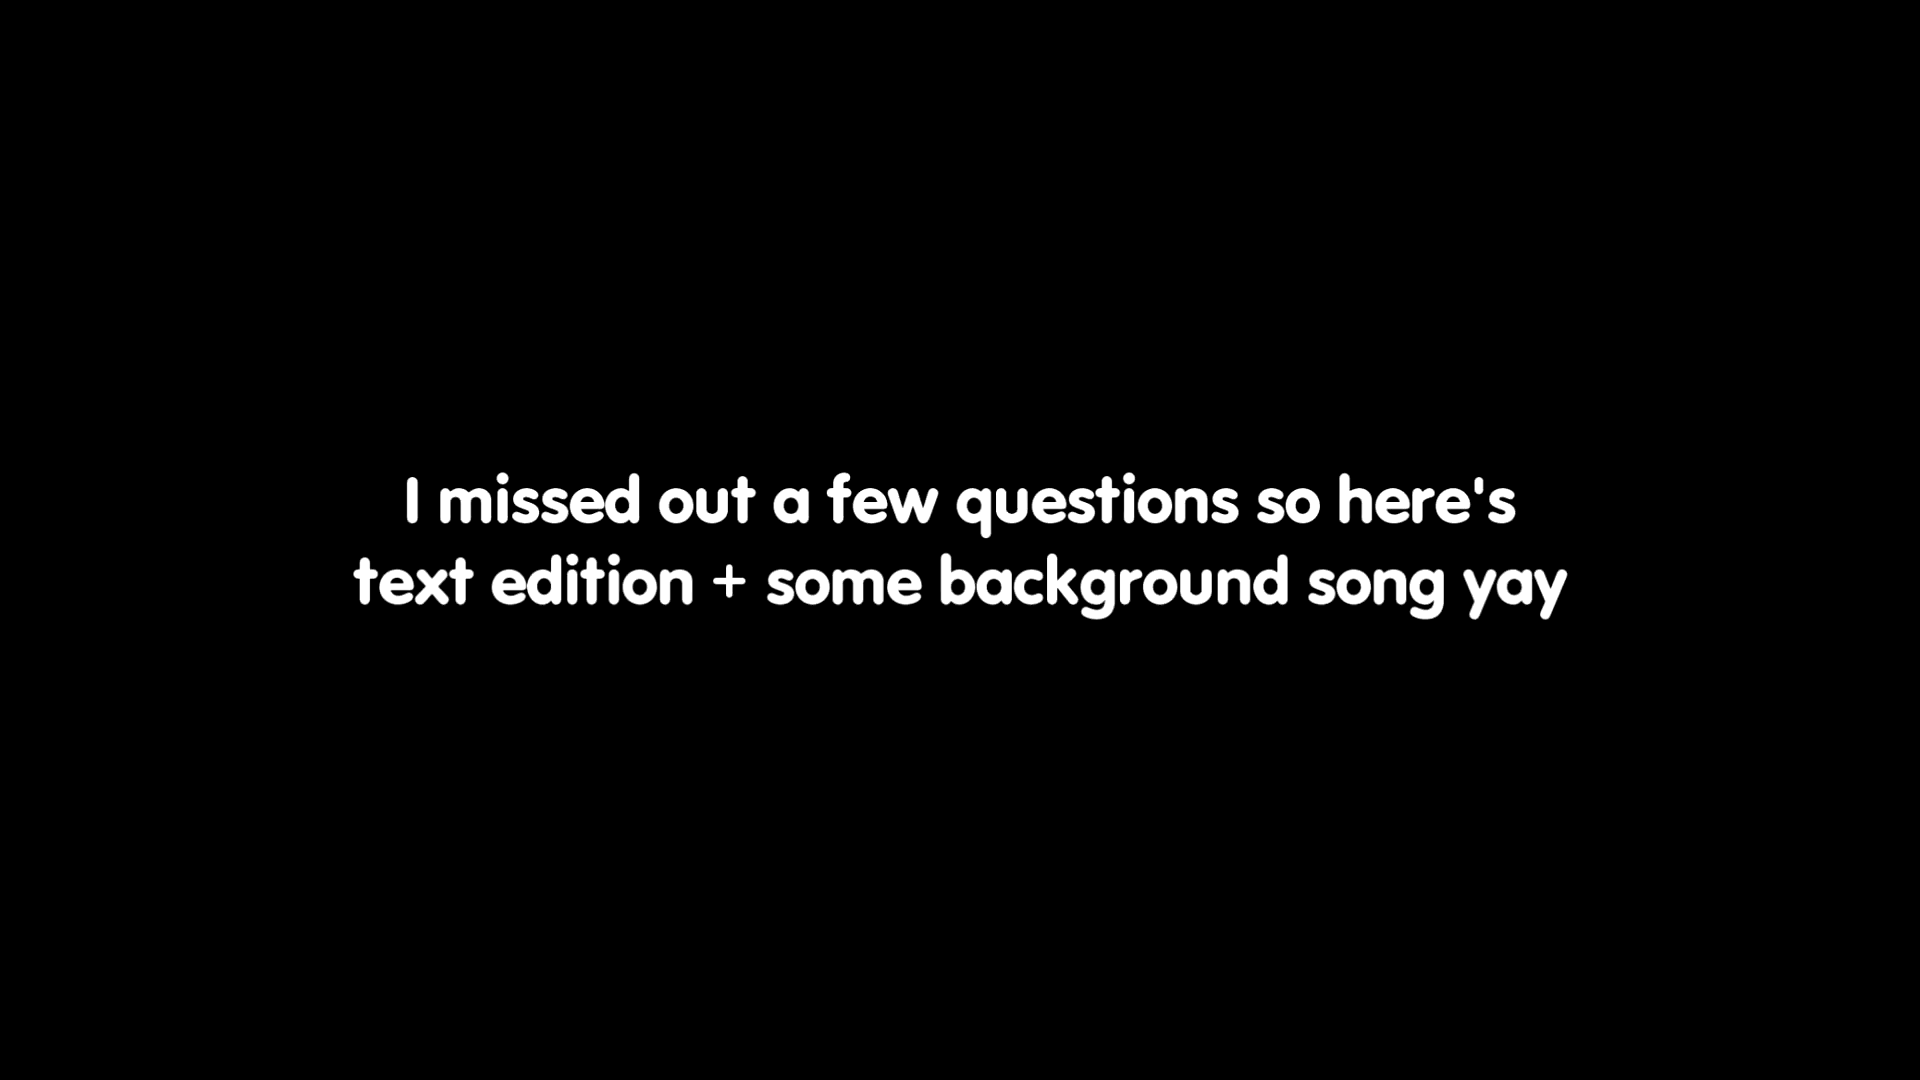 I missed out a few questions so here's
text edition + some background song yay